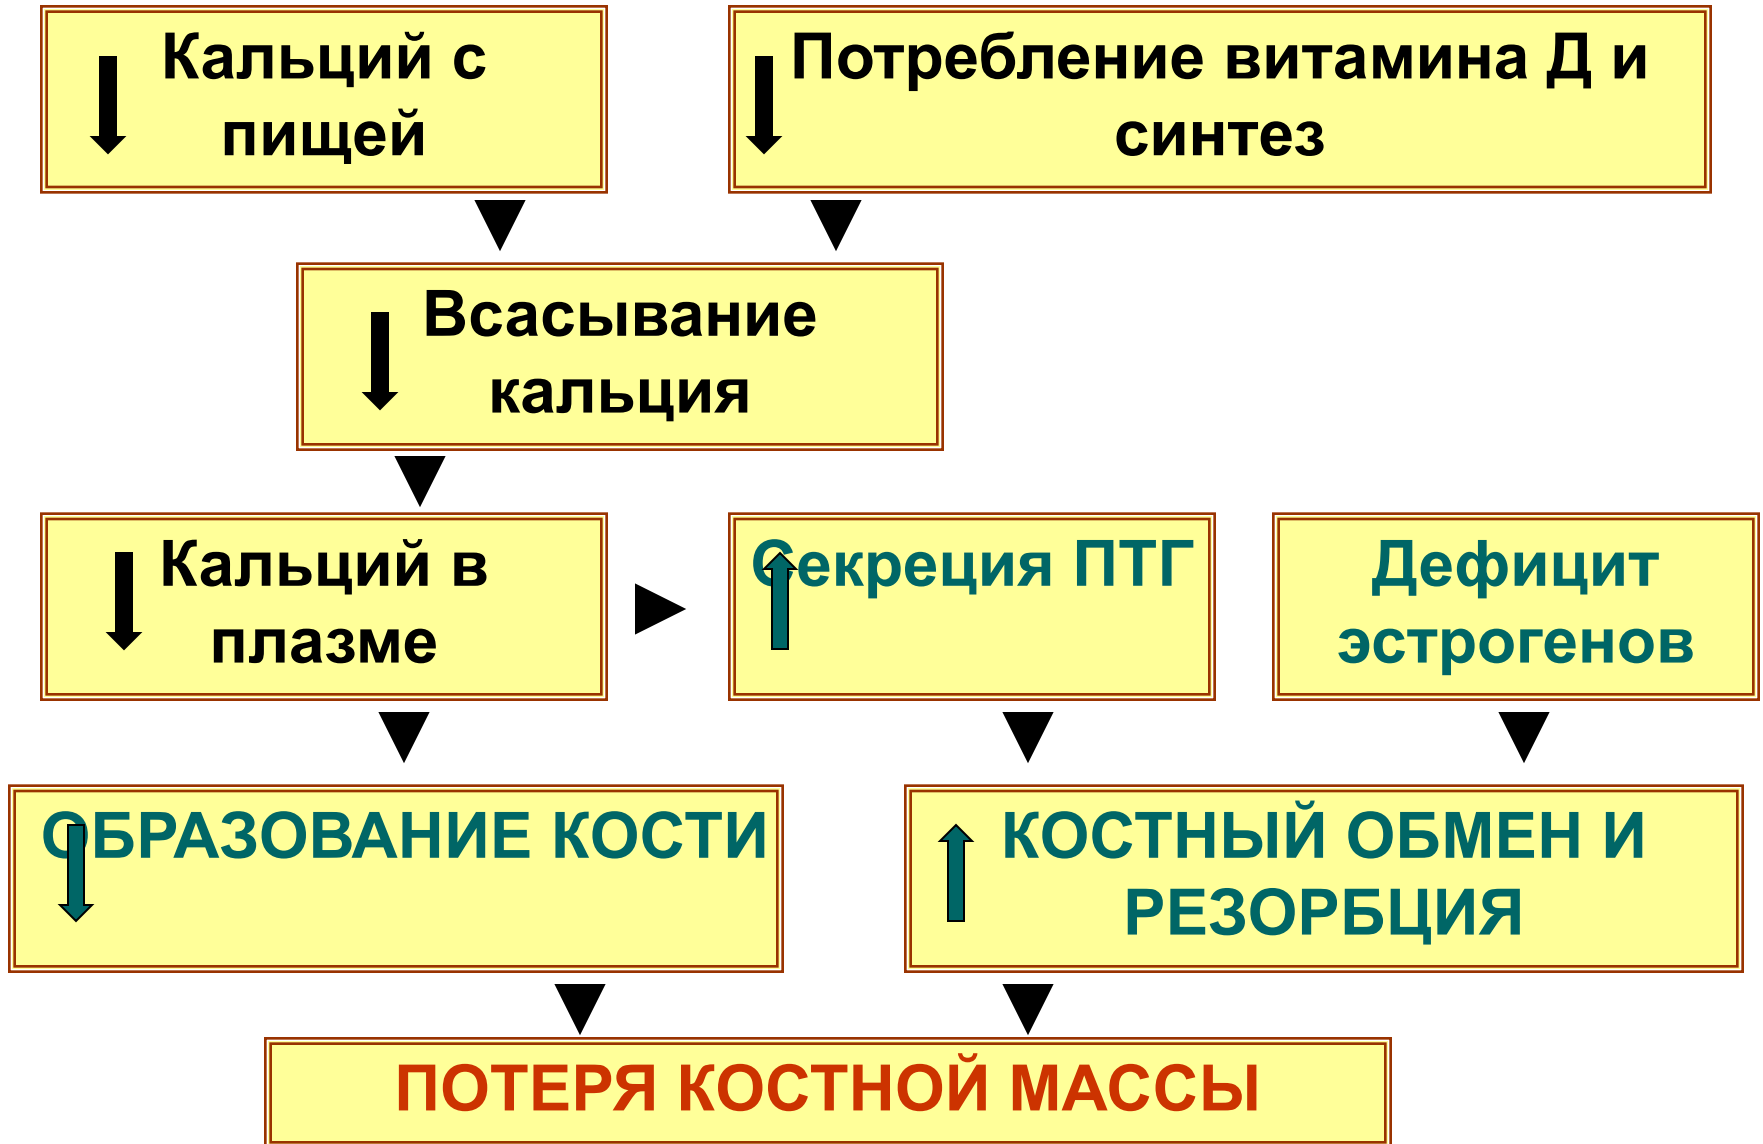 Кальций с
пищей
Потребление витамина Д и
синтез
Всасывание
кальция
Кальций в
плазме
Секреция ПТГ
Дефицит
эстрогенов
ОБРАЗОВАНИЕ КОСТИ
КОСТНЫЙ ОБМЕН И
РЕЗОРБЦИЯ
ПОТЕРЯ КОСТНОЙ МАССЫ